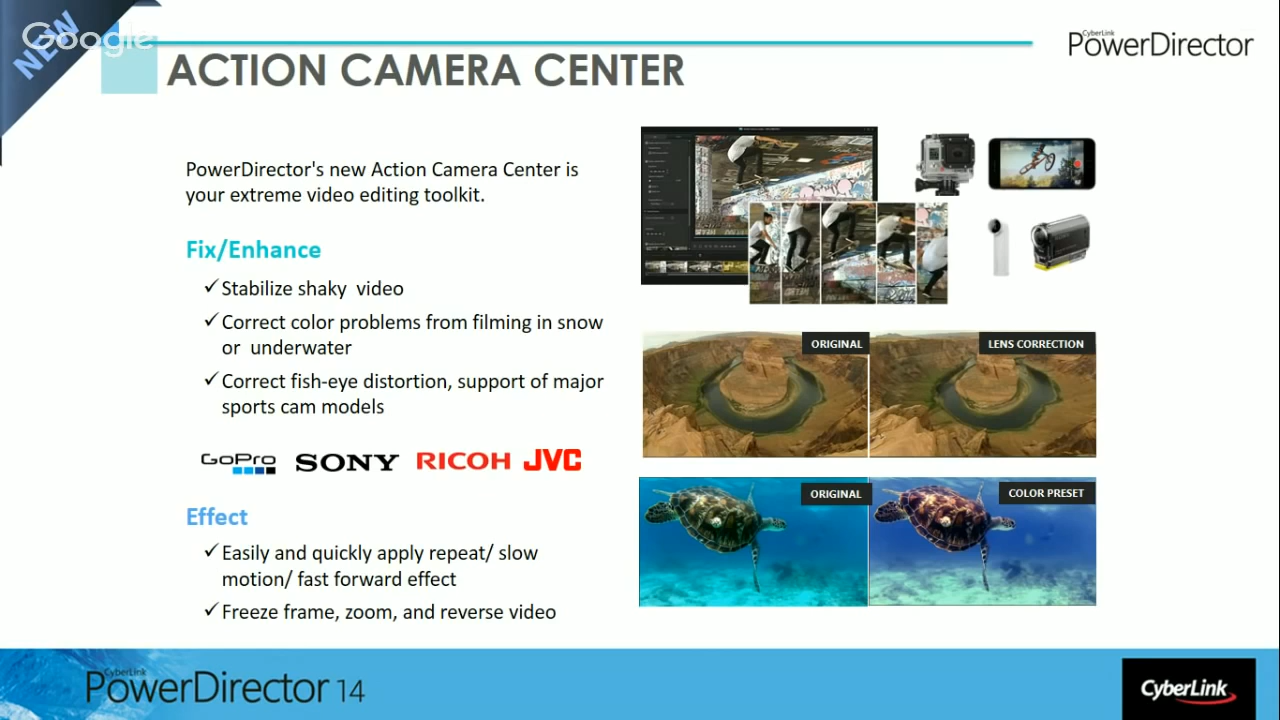 NEW
Google
CyberLink
PowerDirector
ACTION CAMERA CENTER
PowerDirector's new Action Camera Center is
your extreme video editing toolkit.
Fix/Enhance
✓Stabilize shaky video
✓Correct color problems from filming in snow
or underwater
✓Correct fish-eye distortion, support of major
sports cam models
GoPro SONY RICOH JVC
Effect
✓Easily and quickly apply repeat/ slow
motion/ fast forward effect
✓Freeze frame, zoom, and reverse video
ORIGINAL
LENS CORRECTION
ORIGINAL
COLOR PRESET
CyberLink
PowerDirector 14
CyberLink